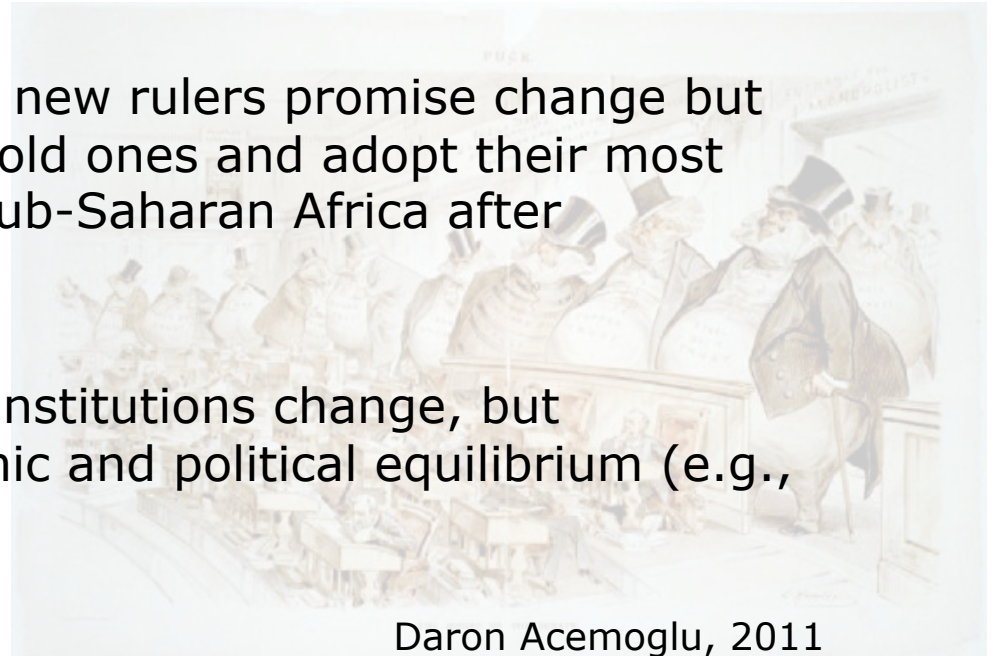 PUCK
new rulers promise change but
old ones and adopt their most
ub-Saharan Africa after
nstitutions change, but
ic and political equilibrium (e.g.,
Daron Acemoglu, 2011